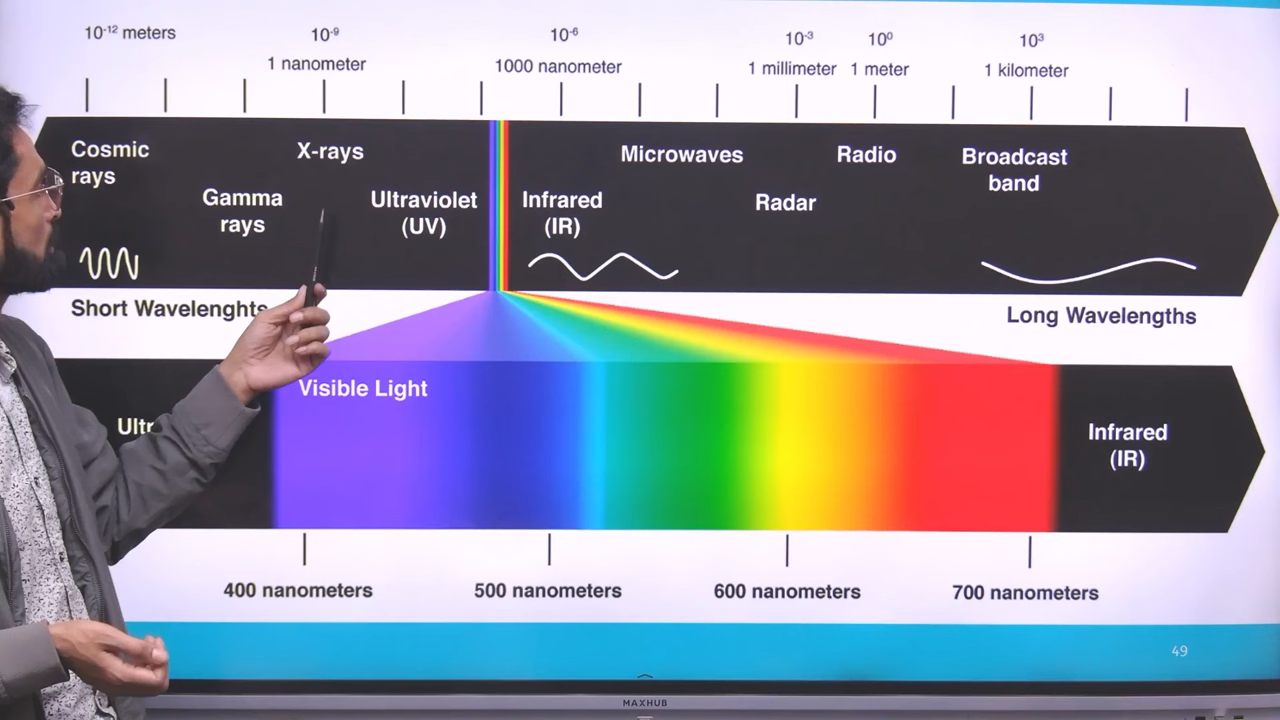 10⁻¹² meters
10⁻⁹
1 nanometer
10⁻⁶
1000 nanometer
10⁻³
1 millimeter
10⁰
1 meter
10³
1 kilometer
Cosmic
rays
Gamma
rays
X-rays
Ultraviolet
(UV)
Infrared
(IR)
Microwaves
Radar
Radio
Broadcast
band
Short Wavelenghts
Long Wavelengths
Ultr
Visible Light
Infrared
(IR)
400 nanometers
500 nanometers
600 nanometers
700 nanometers
49
MAXHUB